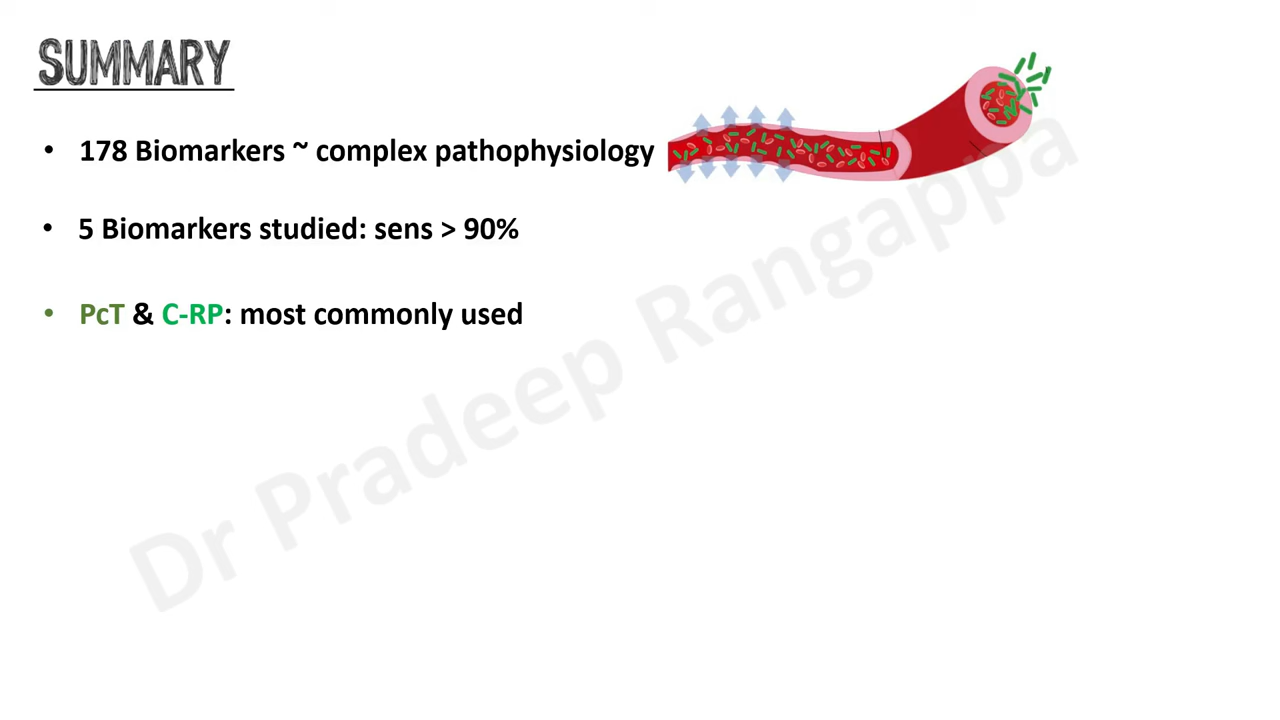 SUMMARY
• 178 Biomarkers ~ complex pathophysiology
• 5 Biomarkers studied: sens > 90%
• PcT & C-RP: most commonly used
Dr Pradeep Rangappa